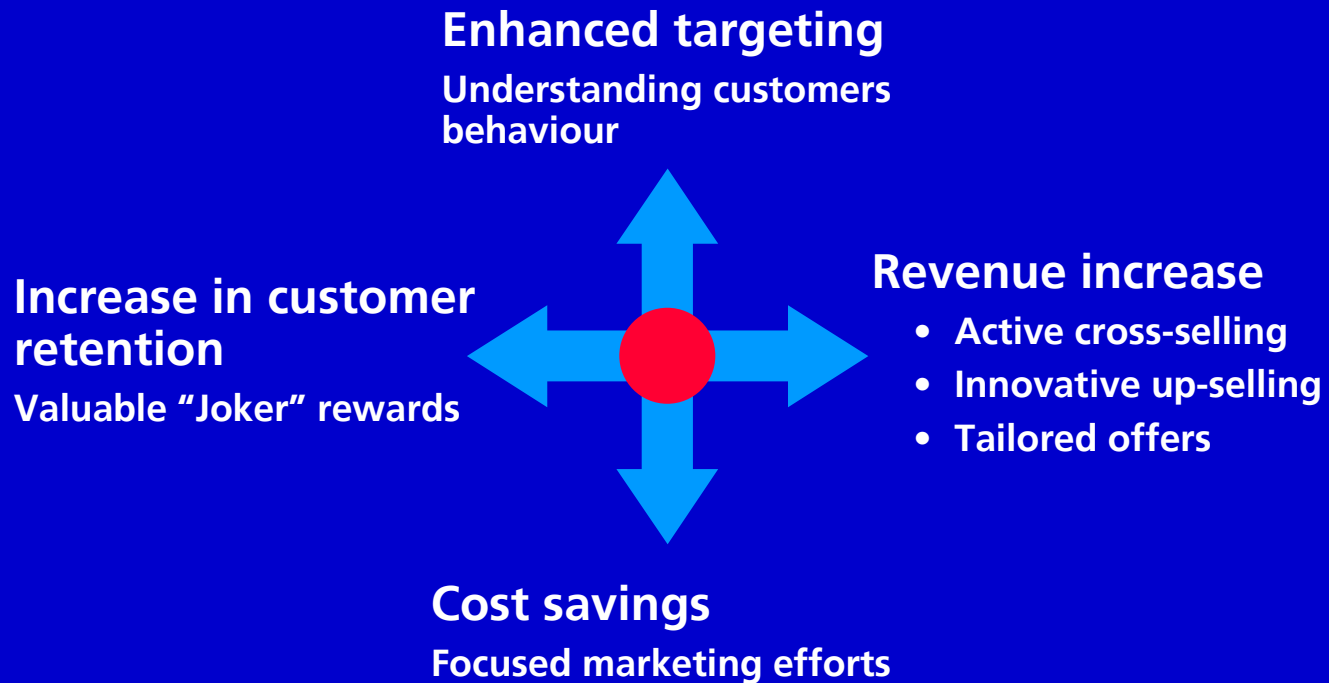 Enhanced targeting
Understanding customers
behaviour
Increase in customer
retention
Valuable “Joker” rewards
Revenue increase
• Active cross-selling
• Innovative up-selling
• Tailored offers
Cost savings
Focused marketing efforts